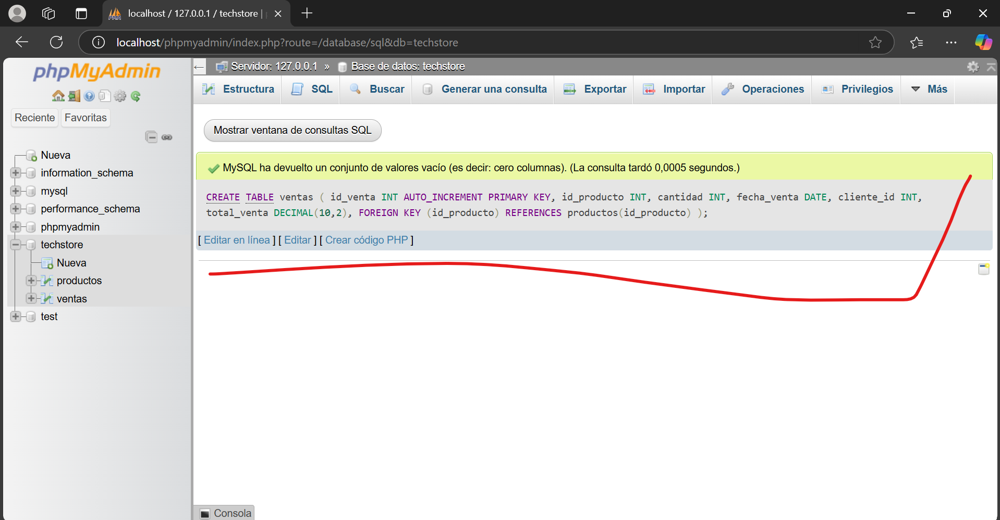 localhost / 127.0.0.1 / techstore |
localhost/phpmyadmin/index.php?route=/database/sql&db=techstore
phpMyAdmin
Reciente Favoritas
Nueva
information_schema
mysql
performance_schema
phpmyadmin
techstore
Nueva
productos
ventas
test
Servidor: 127.0.0.1 » Base de datos: techstore
Estructura SQL Buscar Generar una consulta Exportar Importar Operaciones Privilegios Más
Mostrar ventana de consultas SQL
MySQL ha devuelto un conjunto de valores vacío (es decir: cero columnas). (La consulta tardó 0,0005 segundos.)
CREATE TABLE ventas ( id_venta INT AUTO_INCREMENT PRIMARY KEY, id_producto INT, cantidad INT, fecha_venta DATE, cliente_id INT,
total_venta DECIMAL(10,2), FOREIGN KEY (id_producto) REFERENCES productos(id_producto) );
[ Editar en línea ] [ Editar ] [ Crear código PHP ]
Consola